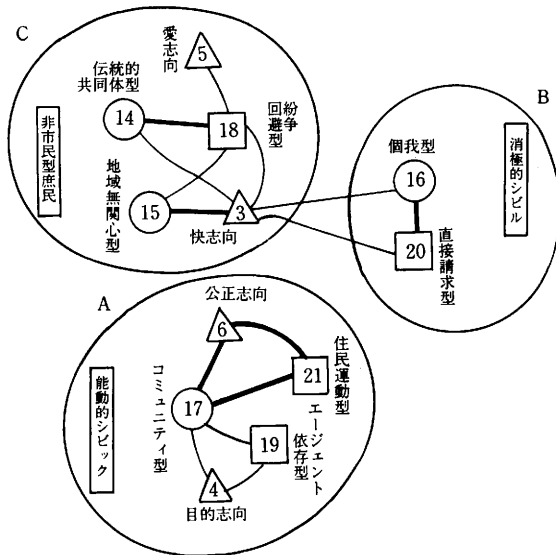 C
愛志向
5
伝統的
共同体型
14
18
紛争
回避型
非市民型庶民
地域無関心型
15
3
快志向
B
個我型
16
消極的シビル
20
直接請求型
A
公正志向
6
コミュニティ型
住民運動型
21
能動的シビック
17
エージェント
依存型
19
4
目的志向